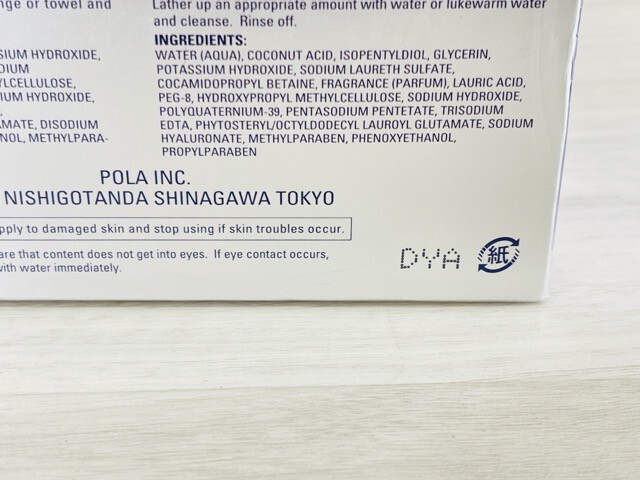 nge or towel and
SIUM HYDROXIDE,
DIUM
YLCELLULOSE,
IUM HYDROXIDE,
AMATE, DISODIUM
NOL, METHYLPARA-
Lather up an appropriate amount with water or lukewarm water
and cleanse. Rinse off.
INGREDIENTS:
WATER (AQUA), COCONUT ACID, ISOPENTYLDIOL, GLYCERIN,
POTASSIUM HYDROXIDE, SODIUM LAURETH SULFATE,
COCAMIDOPROPYL BETAINE, FRAGRANCE (PARFUM), LAURIC ACID,
PEG-8, HYDROXYPROPYL METHYLCELLULOSE, SODIUM HYDROXIDE,
POLYQUATERNIUM-39, PENTASODIUM PENTETATE, TRISODIUM
EDTA, PHYTOSTERYL/OCTYLDODECYL LAUROYL GLUTAMATE, SODIUM
HYALURONATE, METHYLPARABEN, PHENOXYETHANOL,
PROPYLPARABEN
POLA INC.
NISHIGOTANDA SHINAGAWA TOKYO
pply to damaged skin and stop using if skin troubles occur.
are that content does not get into eyes. If eye contact occurs,
with water immediately.
DYA
紙